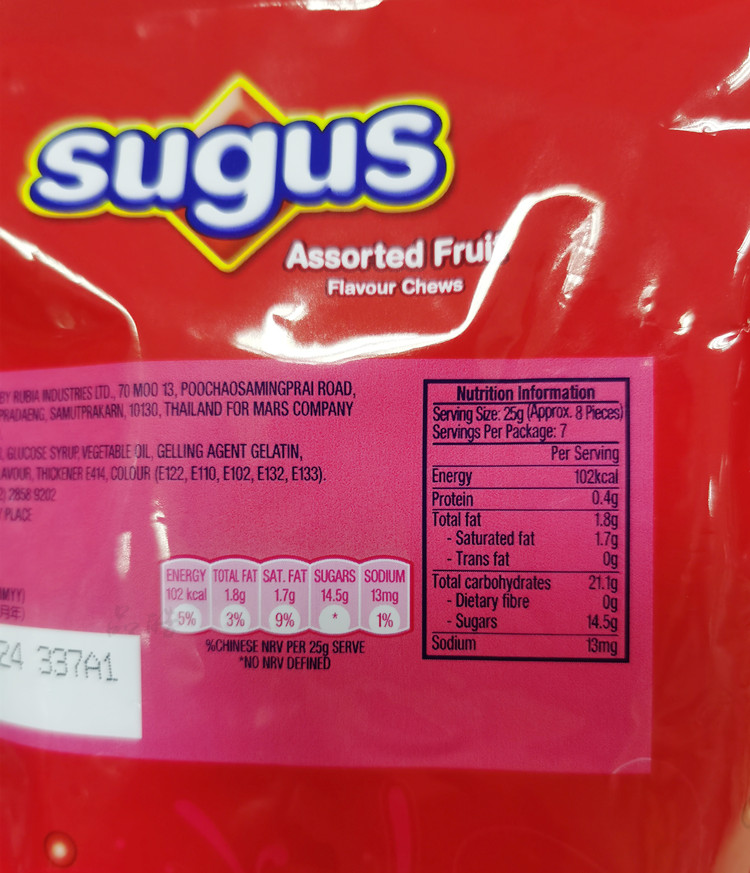 sugus
Assorted Fruit
Flavour Chews
BY RUBIA INDUSTRIES LTD., 70 MOO 13, POOCHAOSAMINGPRAI ROAD,
PRADAENG, SAMUTPRAKARN, 10130, THAILAND FOR MARS COMPANY
GLUCOSE SYRUP, VEGETABLE OIL, GELLING AGENT GELATIN,
AVOUR, THICKENER E414, COLOUR (E122, E110, E102, E132, E133).
2) 2858 9202
PLACE
24 337A1
ENERGY TOTAL FAT SAT. FAT SUGARS SODIUM
102 kcal 1.8g 1.7g 14.5g 13mg
5% 3% 9% * 1%
%CHINESE NRV PER 25g SERVE
*NO NRV DEFINED
Nutrition Information
Serving Size: 25g (Approx. 8 Pieces)
Servings Per Package: 7
Per Serving
Energy 102kcal
Protein 0.4g
Total fat 1.8g
- Saturated fat 1.7g
- Trans fat 0g
Total carbohydrates 21.1g
- Dietary fibre 0g
- Sugars 14.5g
Sodium 13mg